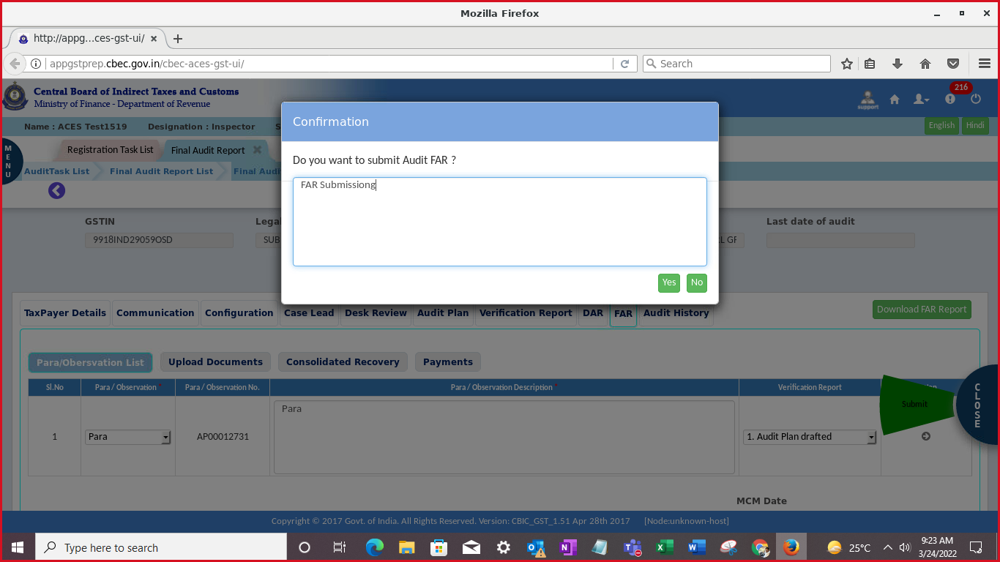 Mozilla Firefox
http://appg...ces-gst-ui/
appgstprep.cbec.gov.in/cbec-aces-gst-ui/
Search
Central Board of Indirect Taxes and Customs
Ministry of Finance - Department of Revenue
support
216
Name : ACES Test1519 Designation : Inspector S
English Hindi
MENU
Registration Task List Final Audit Report
AuditTask List Final Audit Report List Final Aud
Confirmation
Do you want to submit Audit FAR ?
FAR Submissiong
Yes No
GSTIN Lega Last date of audit
9918IND29059OSD SUB L GF
TaxPayer Details Communication Configuration Case Lead Desk Review Audit Plan Verification Report DAR FAR Audit History
Download FAR Report
Para/Obersvation List Upload Documents Consolidated Recovery Payments
Sl.No Para / Observation * Para / Observation No. Para / Observation Description * Verification Report
1 Para AP00012731 Para 1. Audit Plan drafted
Submit
CLOSE
MCM Date
Copyright © 2017 Govt. of India. All Rights Reserved. Version: CBIC_GST_1.51 Apr 28th 2017 [Node:unknown-host]
Type here to search
25°C
9:23 AM
3/24/2022